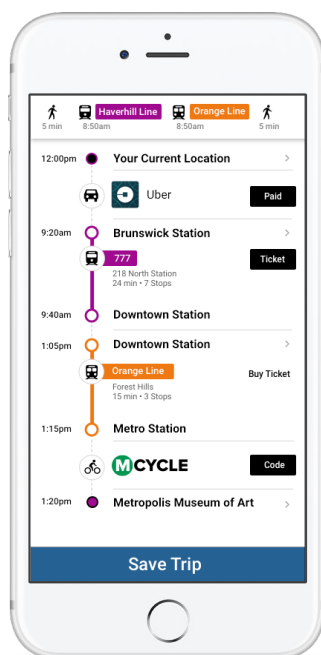 Haverhill Line Orange Line
5 min 8:50am 8:50am 5 min
12:00pm Your Current Location
Uber Paid
9:20am Brunswick Station
777 Ticket
218 North Station
24 min • 7 Stops
9:40am Downtown Station
1:05pm Downtown Station
Orange Line Buy Ticket
Forest Hills
15 min • 3 Stops
1:15pm Metro Station
MCYCLE Code
1:20pm Metropolis Museum of Art
Save Trip